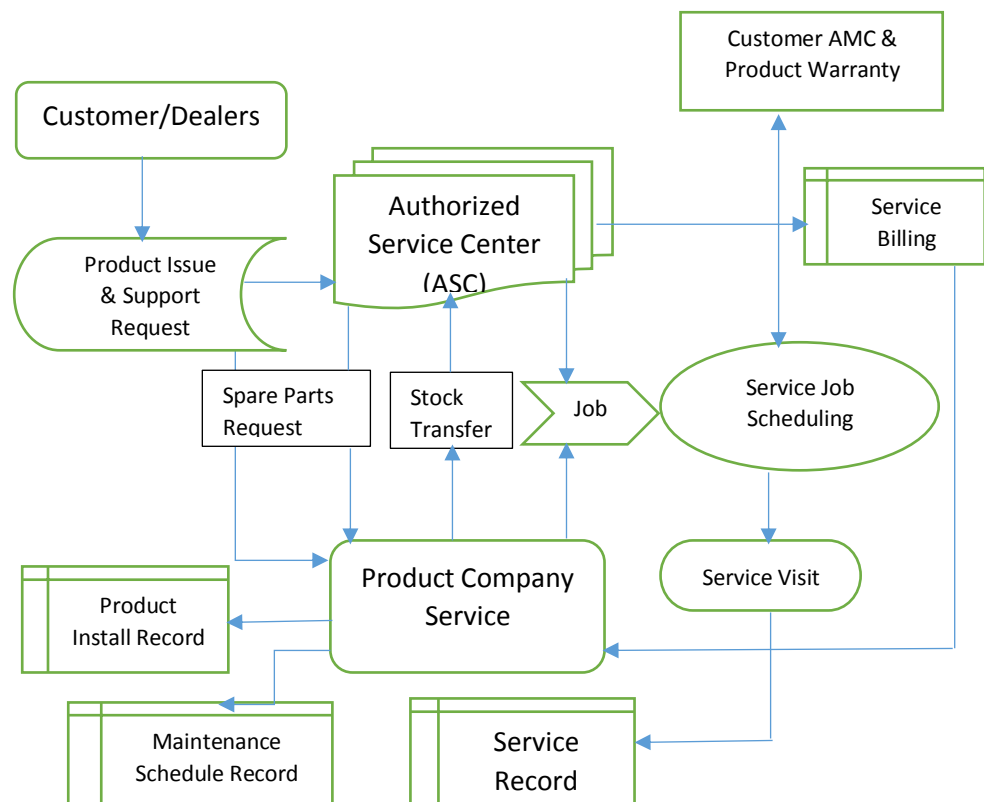 Customer AMC &
Product Warranty
Customer/Dealers
Authorized
Service Center
(ASC)
Service
Billing
Product Issue
& Support
Request
Spare Parts
Request
Stock
Transfer
Job
Service Job
Scheduling
Product Company
Service
Service Visit
Product
Install Record
Maintenance
Schedule Record
Service
Record